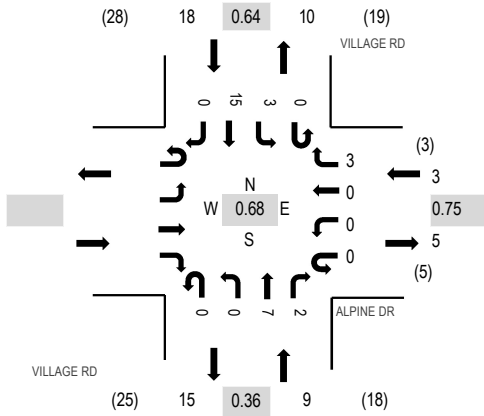 (28) 18 0.64 10 (19)
VILLAGE RD
0 15 3 0
3
(3)
3
0
N
W 0.68 E
0.75
S
0
5
0
(5)
0 0 7 2
ALPINE DR
VILLAGE RD
(25) 15 0.36 9 (18)